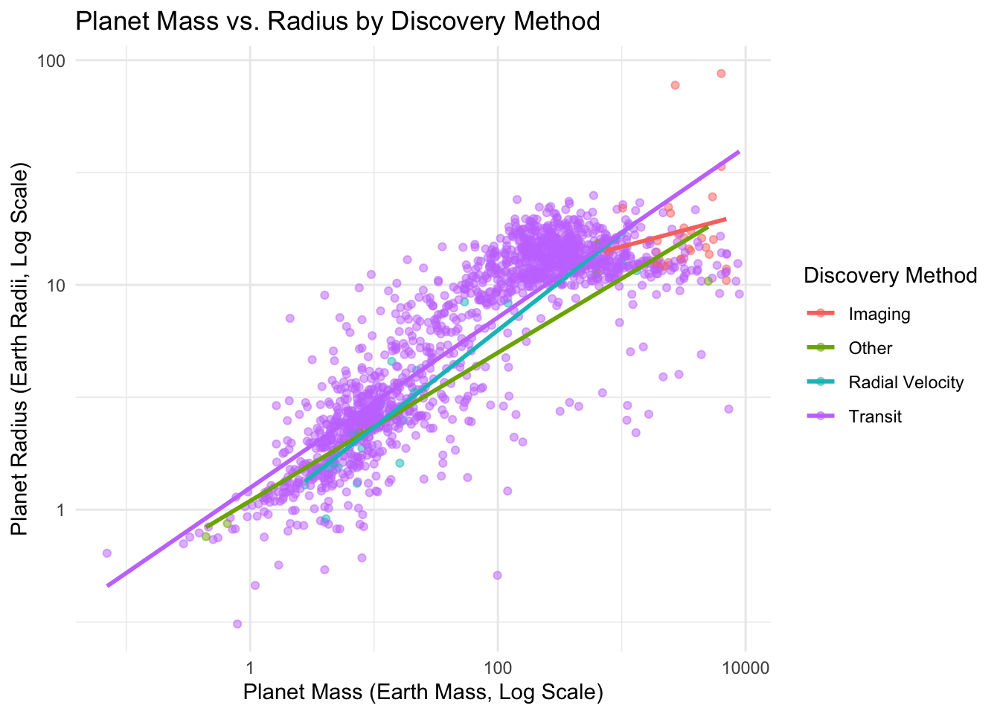 Planet Mass vs. Radius by Discovery Method
100
10
1
Planet Radius (Earth Radii, Log Scale)
1
100
10000
Planet Mass (Earth Mass, Log Scale)
Discovery Method
Imaging
Other
Radial Velocity
Transit